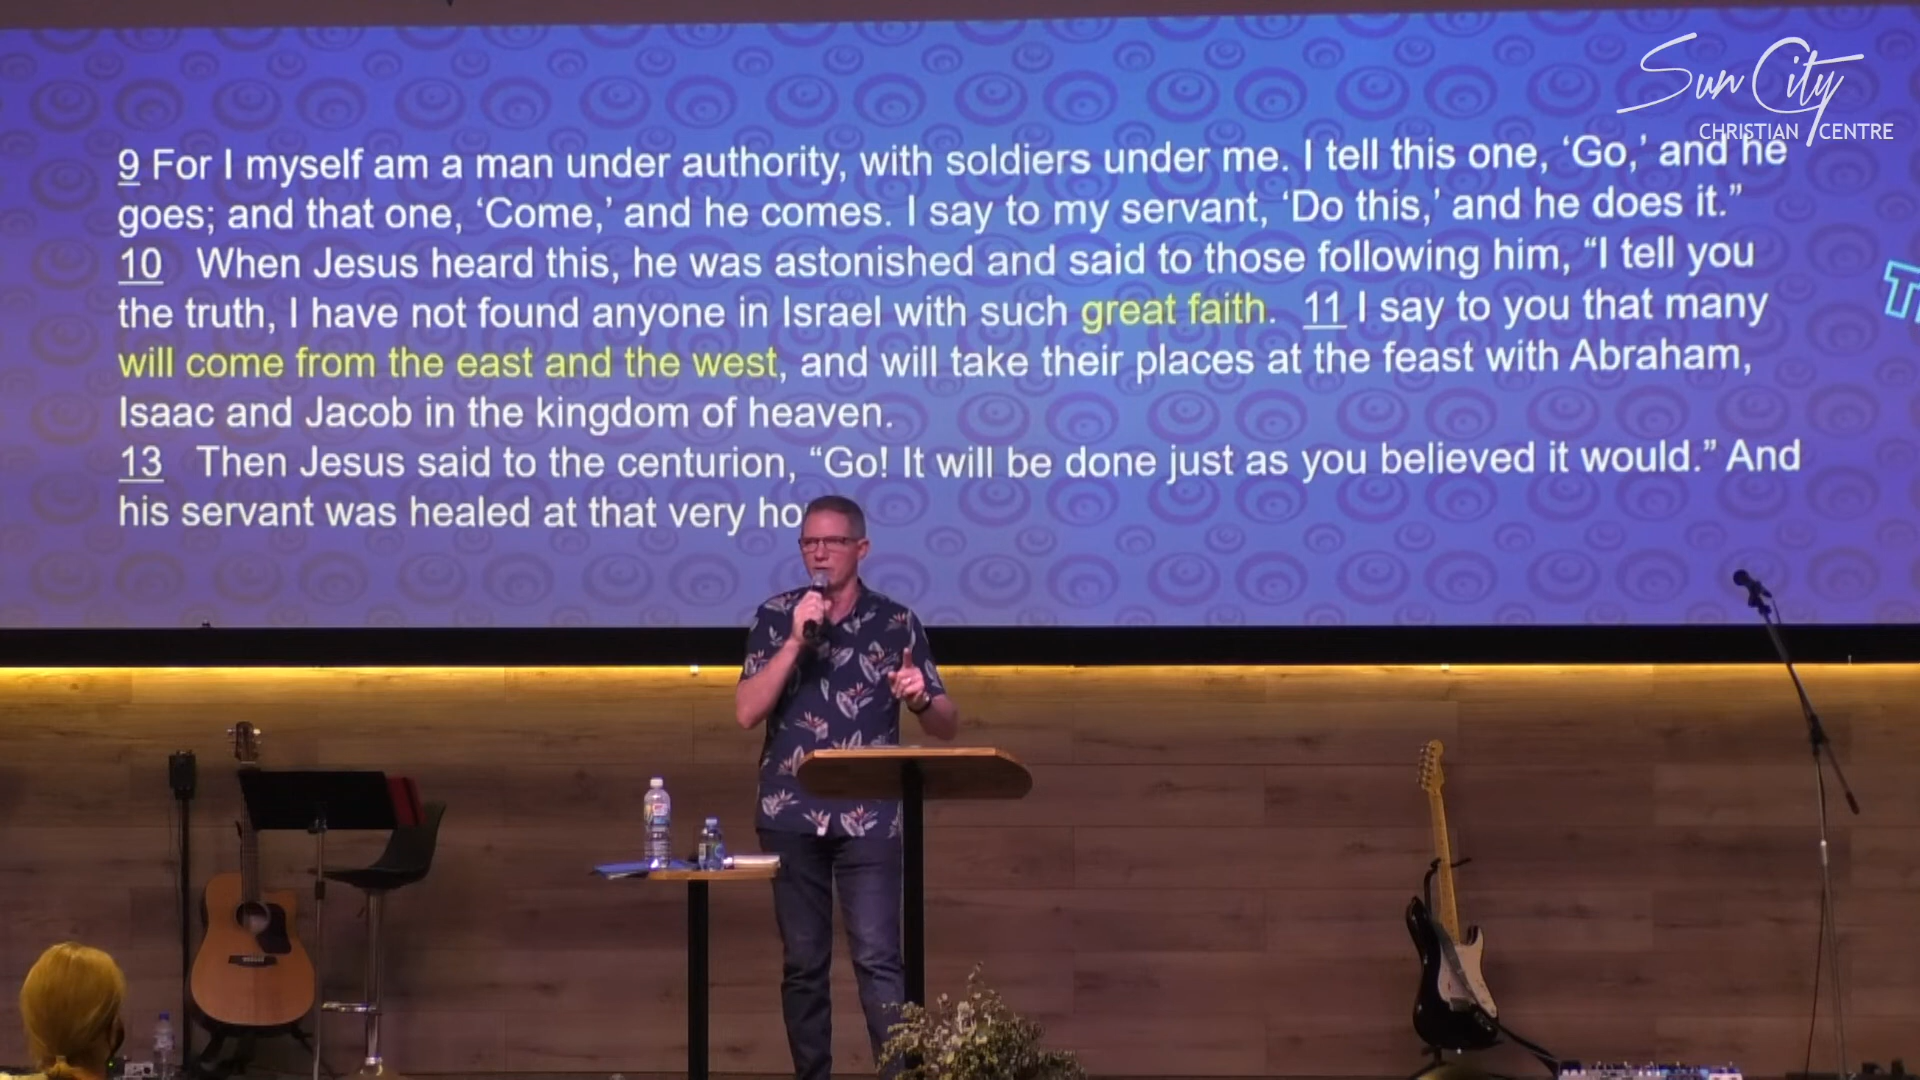 Sun City
CHRISTIAN CENTRE
9 For I myself am a man under authority, with soldiers under me. I tell this one, ‘Go,’ and he
goes; and that one, ‘Come,’ and he comes. I say to my servant, ‘Do this,’ and he does it.”
10 When Jesus heard this, he was astonished and said to those following him, “I tell you
the truth, I have not found anyone in Israel with such great faith. 11 I say to you that many
will come from the east and the west, and will take their places at the feast with Abraham,
Isaac and Jacob in the kingdom of heaven.
13 Then Jesus said to the centurion, “Go! It will be done just as you believed it would.” And
his servant was healed at that very